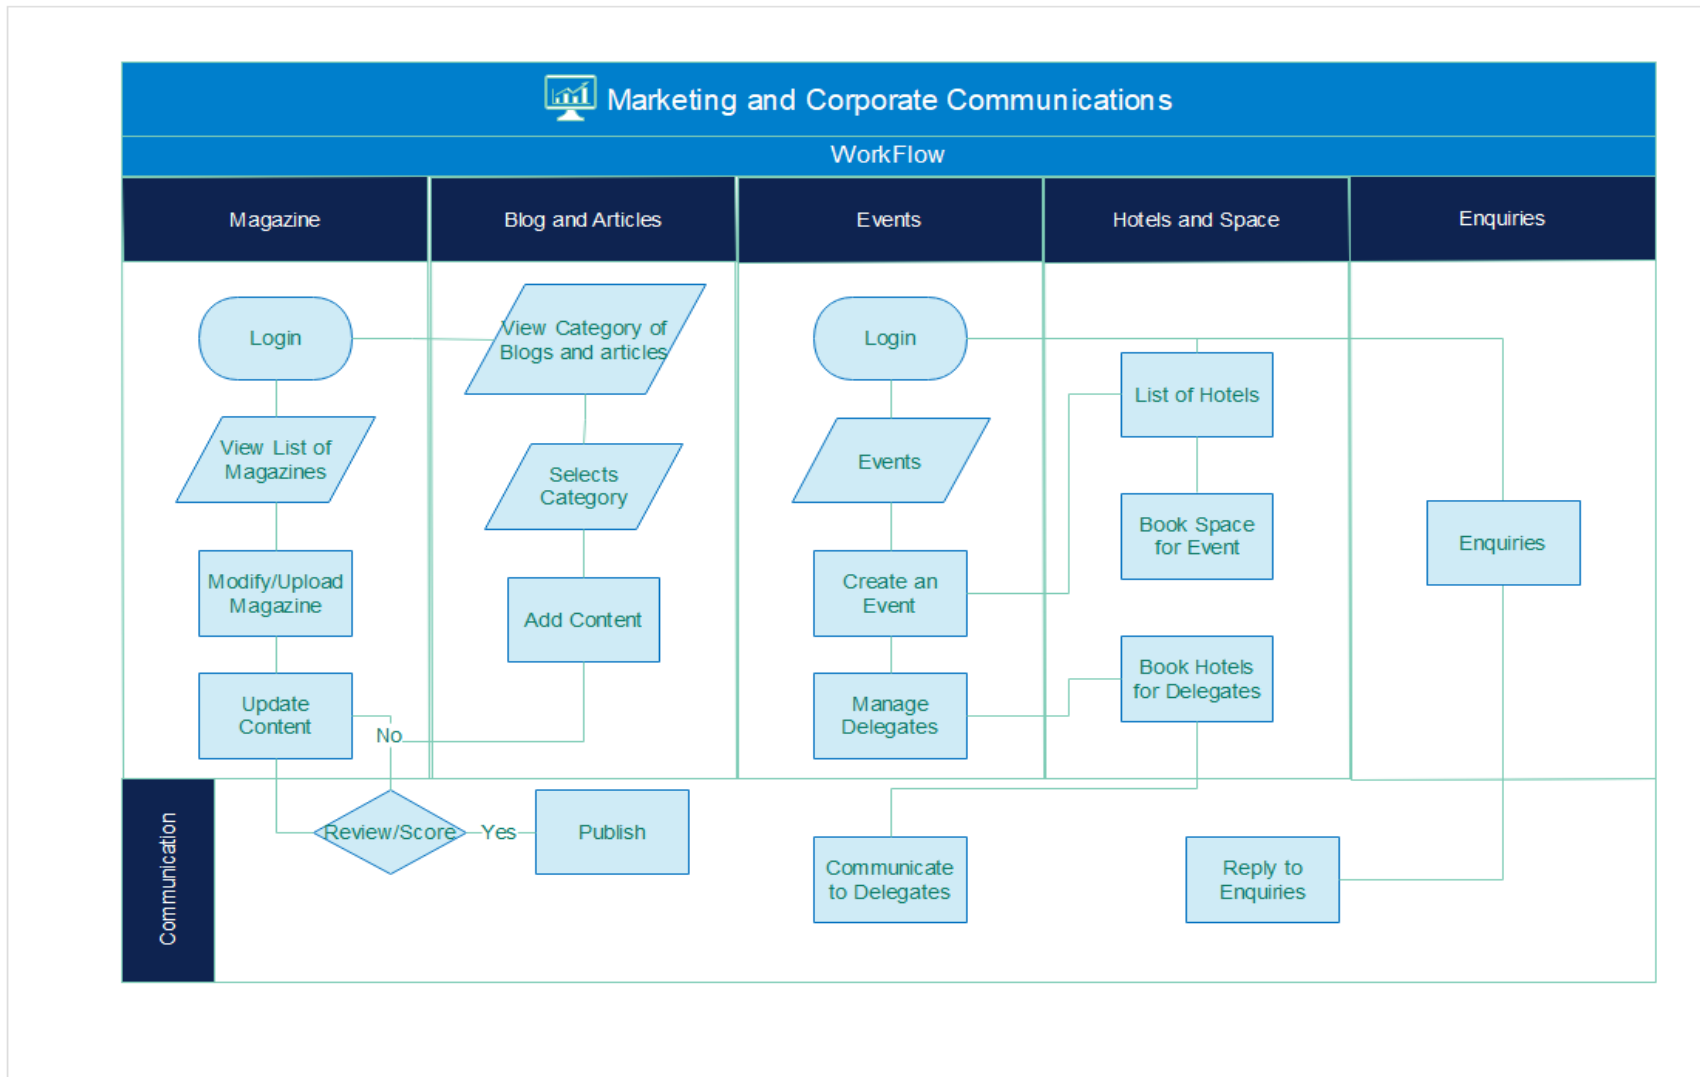 Marketing and Corporate Communications
WorkFlow
Magazine
Blog and Articles
Events
Hotels and Space
Enquiries
Login
View List of
Magazines
Modify/Upload
Magazine
Update
Content
View Category of
Blogs and articles
Selects
Category
Add Content
No
Login
Events
Create an
Event
Manage
Delegates
List of Hotels
Book Space
for Event
Book Hotels
for Delegates
Enquiries
Communication
Review/Score
Yes
Publish
Communicate
to Delegates
Reply to
Enquiries